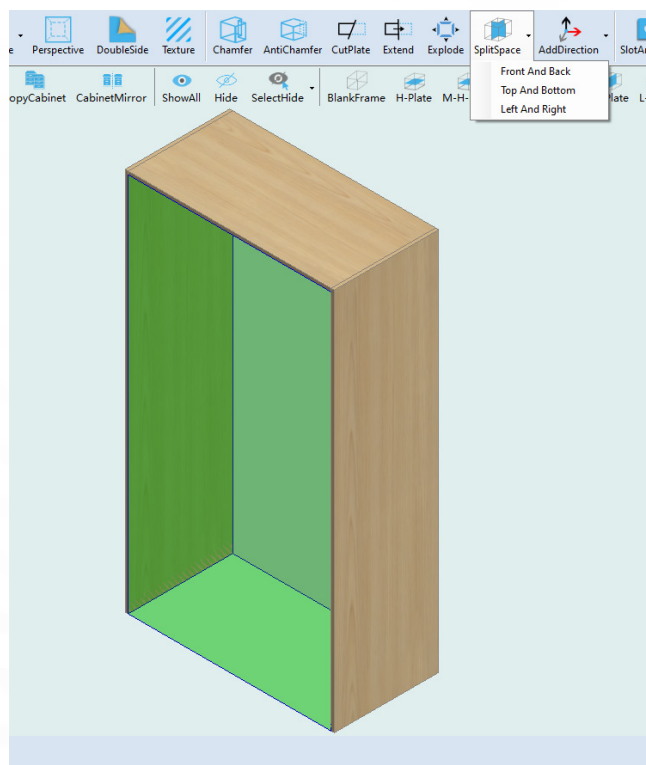 Perspective DoubleSide Texture Chamfer AntiChamfer CutPlate Extend Explode SplitSpace AddDirection
Front And Back
Top And Bottom
Left And Right
CabinetMirror ShowAll Hide SelectHide BlankFrame H-Plate M-H-